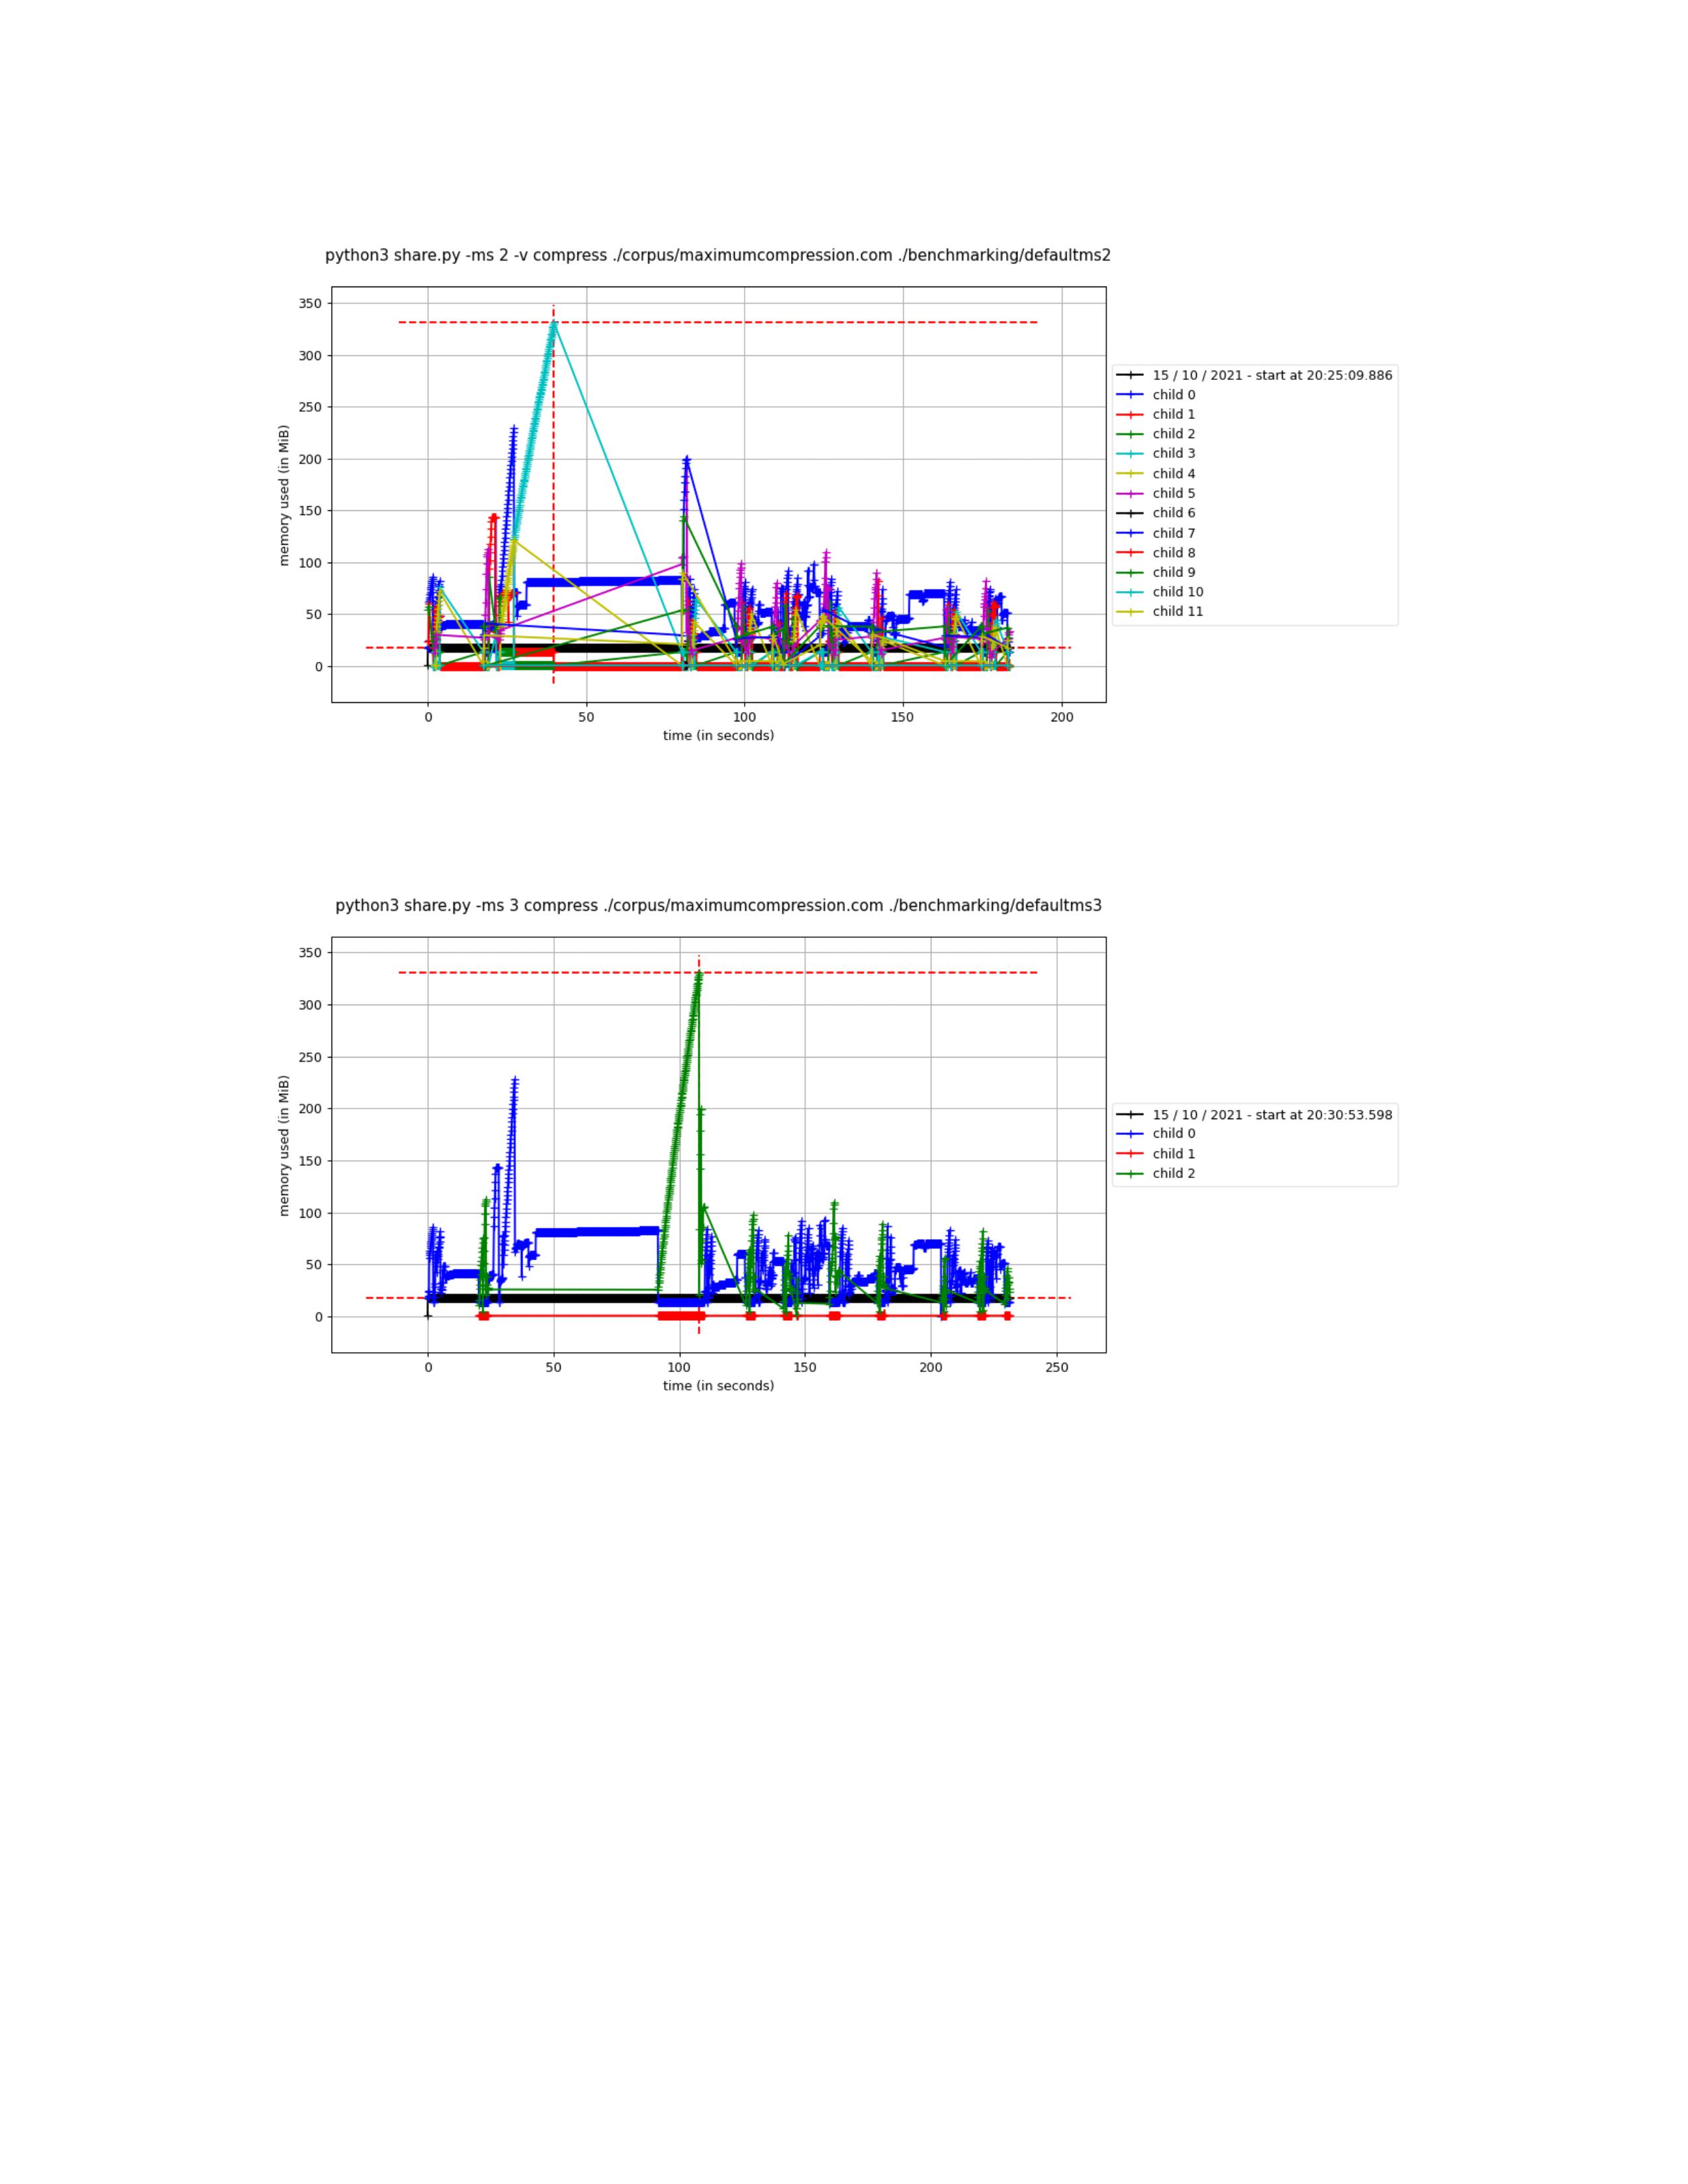 python3 share.py -ms 2 -v compress ./corpus/maximumcompression.com ./benchmarking/defaultms2
350
300
250
200
150
100
50
0
memory used (in MiB)
0 50 100 150 200
time (in seconds)
15 / 10 / 2021 - start at 20:25:09.886
child 0
child 1
child 2
child 3
child 4
child 5
child 6
child 7
child 8
child 9
child 10
child 11
python3 share.py -ms 3 compress ./corpus/maximumcompression.com ./benchmarking/defaultms3
350
300
250
200
150
100
50
0
memory used (in MiB)
0 50 100 150 200 250
time (in seconds)
15 / 10 / 2021 - start at 20:30:53.598
child 0
child 1
child 2